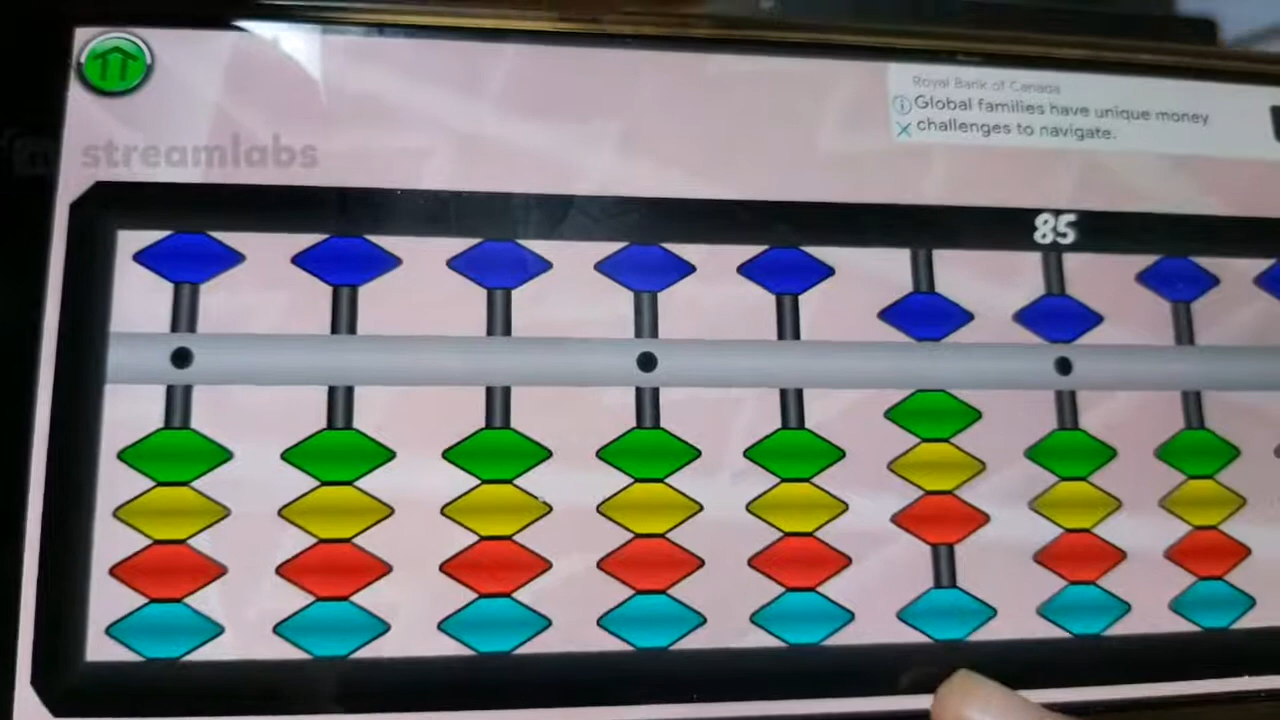 Royal Bank of Canada
Global families have unique money
challenges to navigate.
streamlabs
85